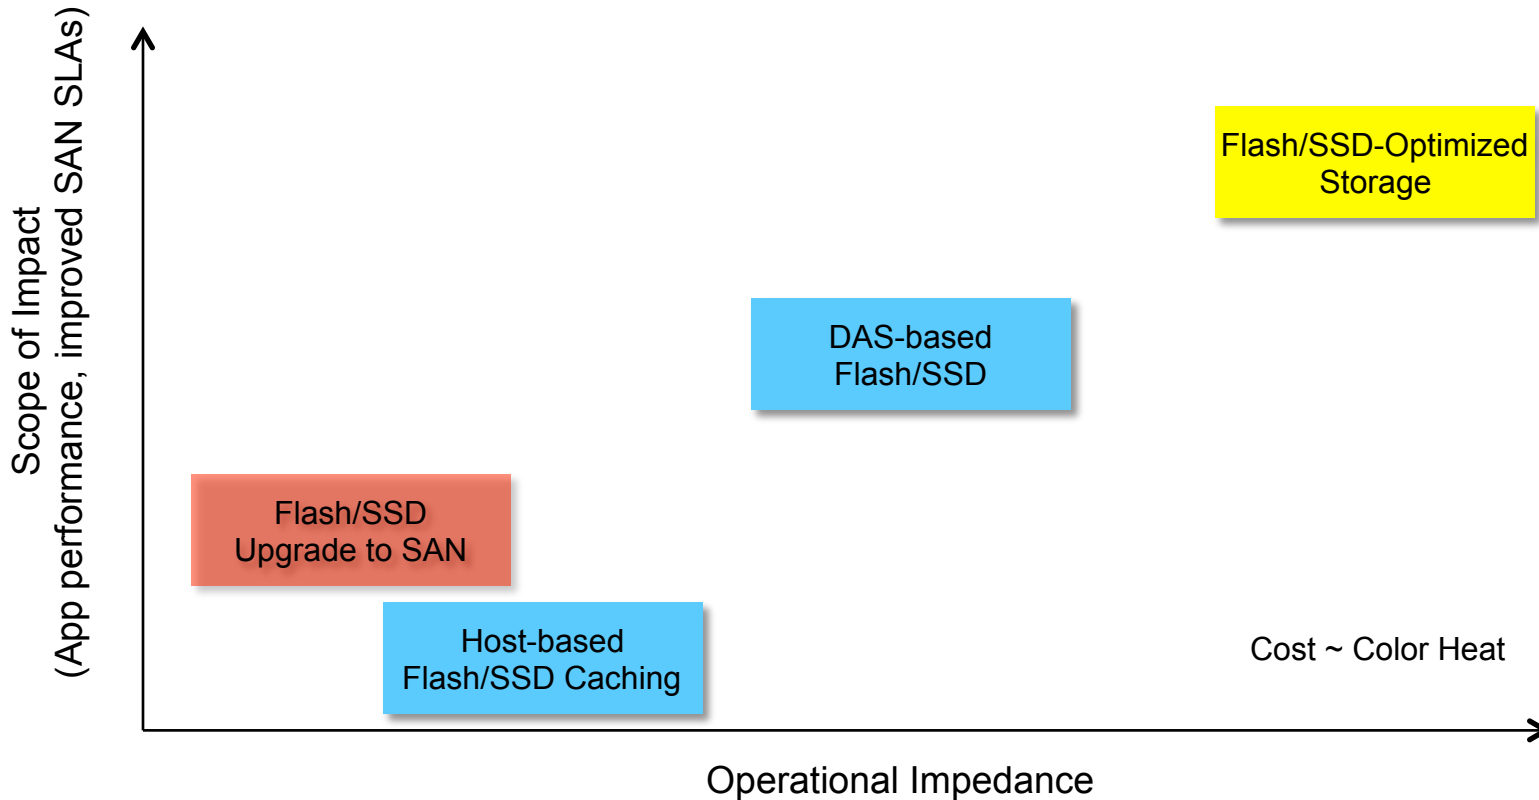 Scope of Impact
(App performance, improved SAN SLAs)
Flash/SSD-Optimized
Storage
DAS-based
Flash/SSD
Flash/SSD
Upgrade to SAN
Host-based
Flash/SSD Caching
Cost ~ Color Heat
Operational Impedance